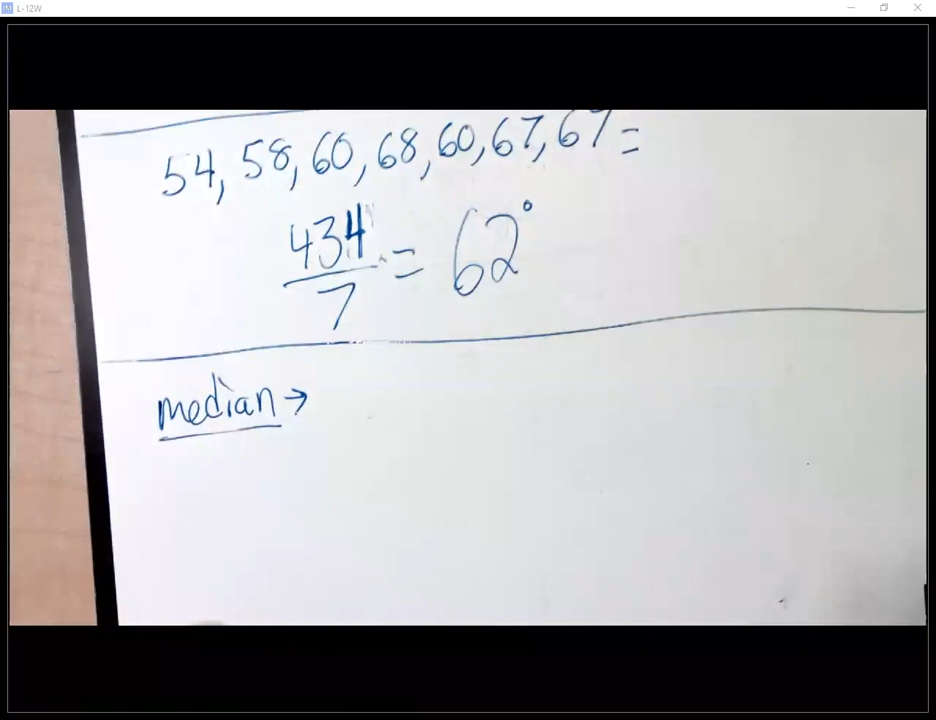 L-12W
54, 58, 60, 68, 60, 67, 67 =
434
7
= 62°
median →